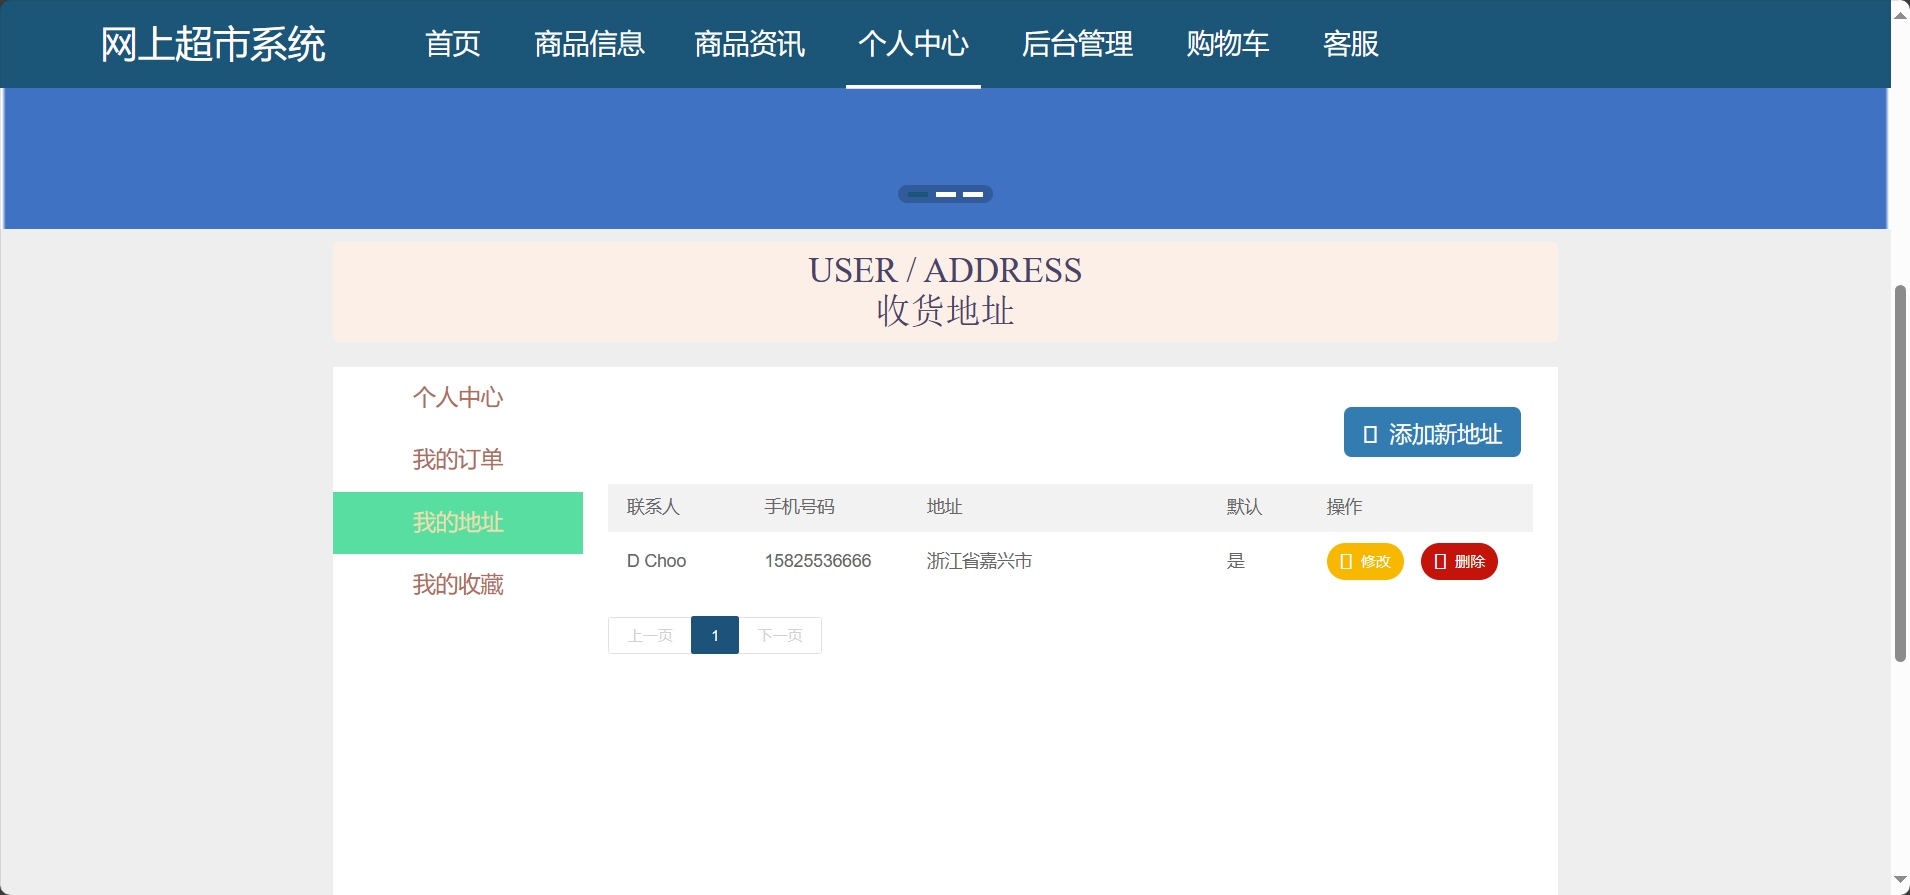 网上超市系统 首页 商品信息 商品资讯 个人中心 后台管理 购物车 客服
USER / ADDRESS
收货地址
个人中心
我的订单
我的地址
我的收藏
添加新地址
联系人 手机号码 地址 默认 操作
D Choo 15825536666 浙江省嘉兴市 是 修改 删除
上一页 1 下一页